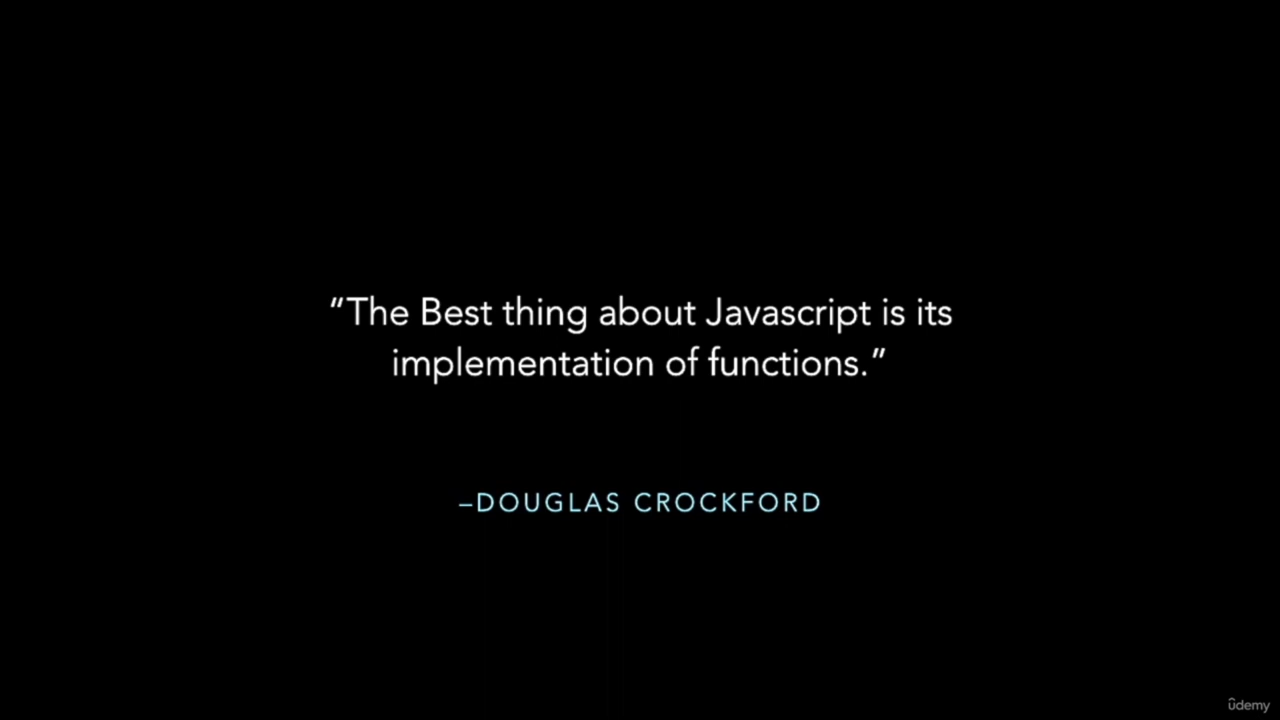 “The Best thing about Javascript is its
implementation of functions.”
–DOUGLAS CROCKFORD
ûdemy